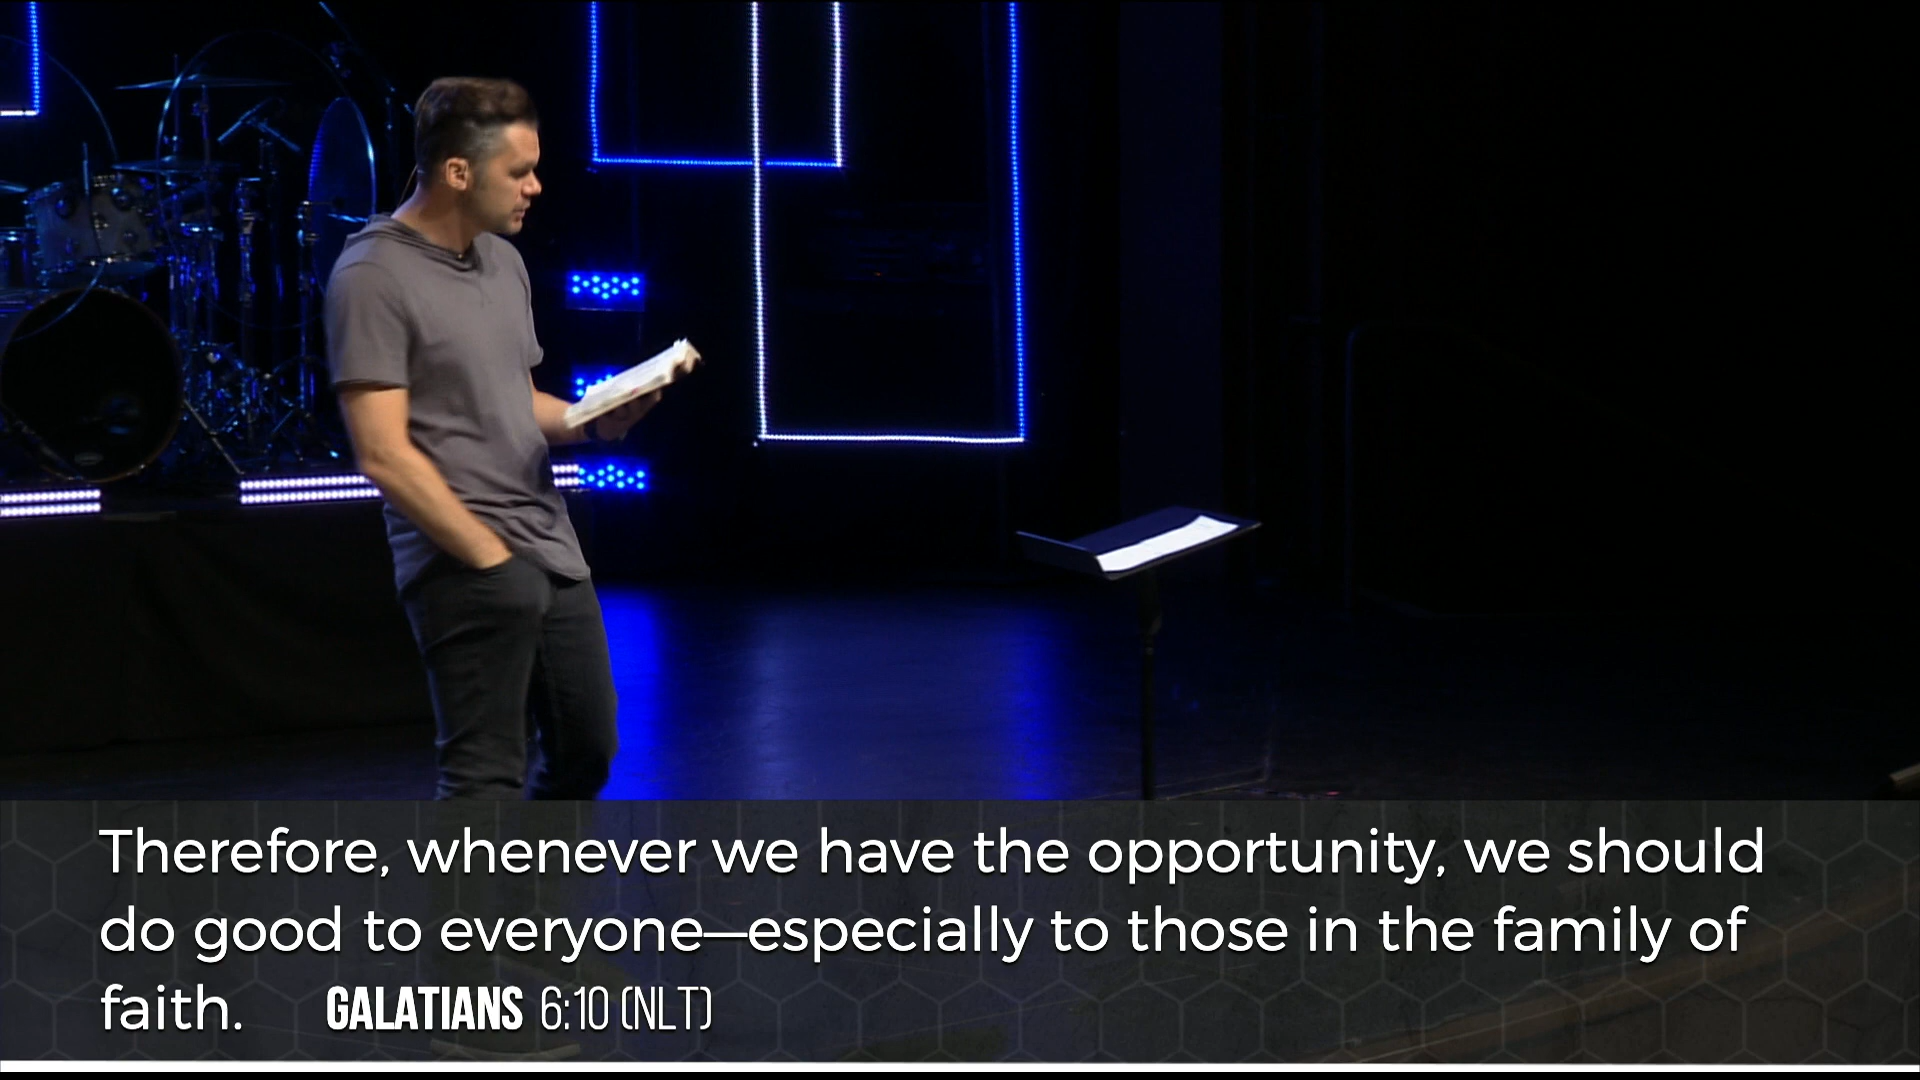 Therefore, whenever we have the opportunity, we should
do good to everyone—especially to those in the family of
faith. GALATIANS 6:10 (NLT)